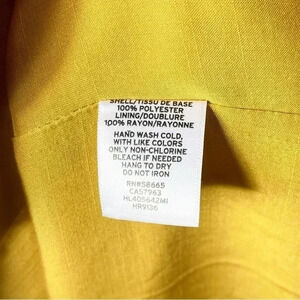 SHELL/TISSU DE BASE
100% POLYESTER
LINING/DOUBLURE
100% RAYON/RAYONNE
HAND WASH COLD,
WITH LIKE COLORS
ONLY NON-CHLORINE
BLEACH IF NEEDED
HANG TO DRY
DO NOT IRON
RN#58665
CA57963
HL405642MI
HR9136